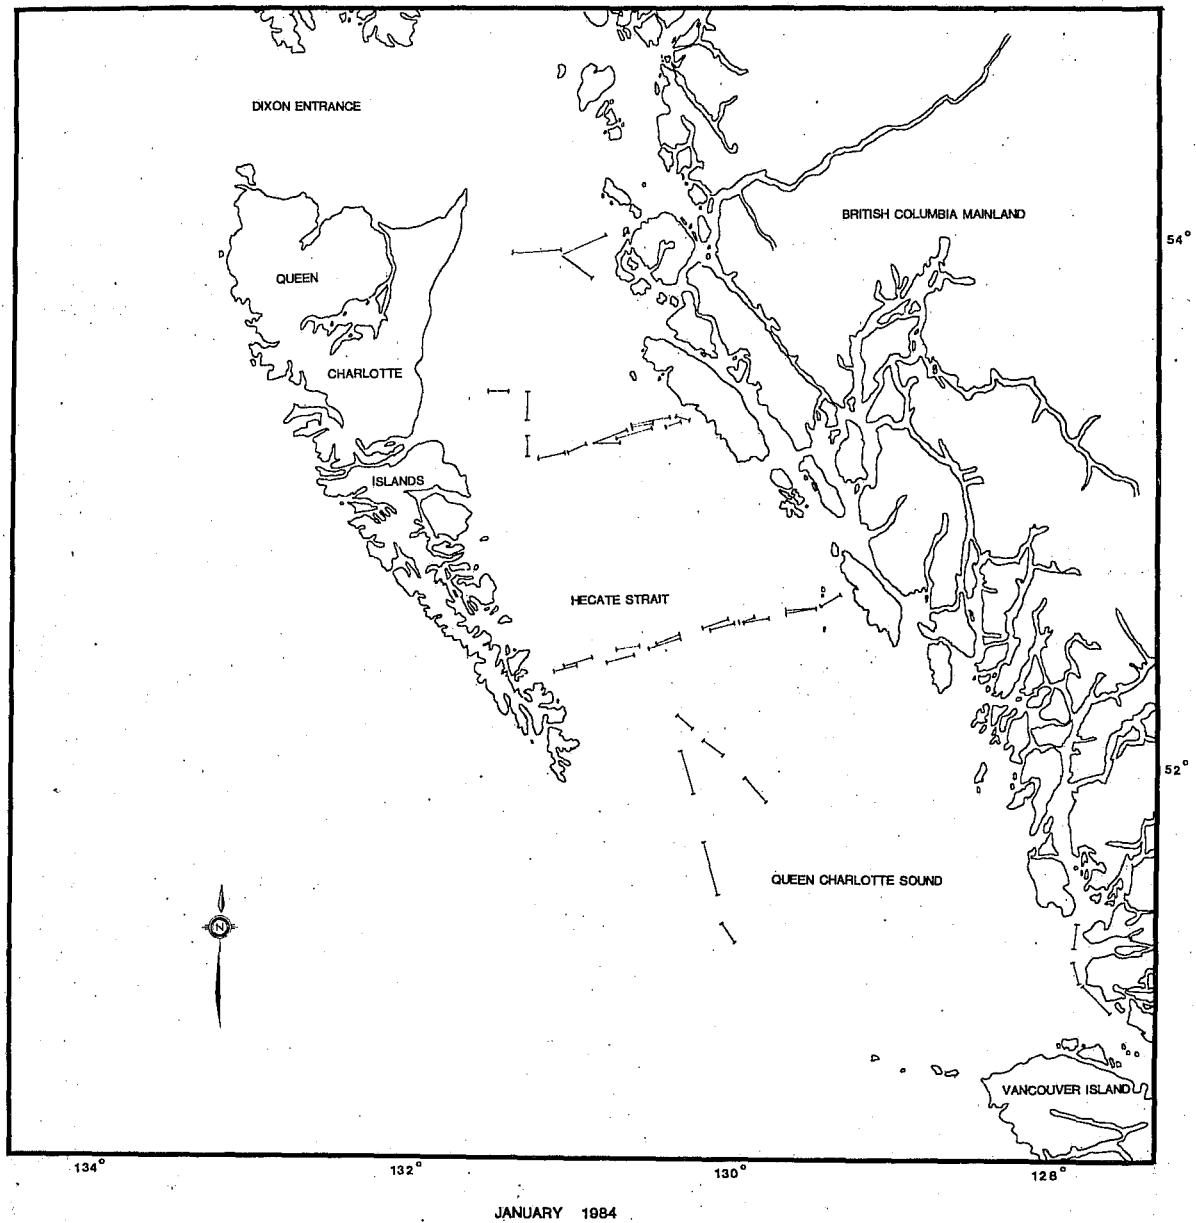 DIXON ENTRANCE
BRITISH COLUMBIA MAINLAND
54°
QUEEN
CHARLOTTE
ISLANDS
HECATE STRAIT
52°
QUEEN CHARLOTTE SOUND
N
VANCOUVER ISLAND
134° 132° 130° 128°
JANUARY 1984